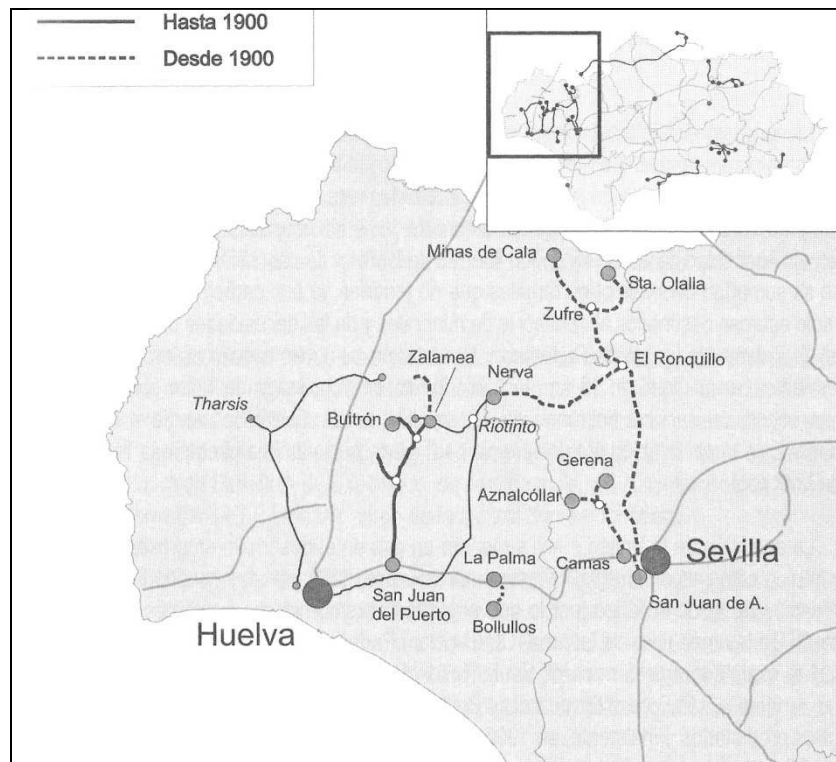 Hasta 1900
Desde 1900
Minas de Cala
Sta. Olalla
Zufre
Zalamea
Nerva
El Ronquillo
Tharsis
Buitrón
Riotinto
Gerena
Aznalcóllar
La Palma
Camas
Sevilla
San Juan
del Puerto
San Juan de A.
Huelva
Bollullos